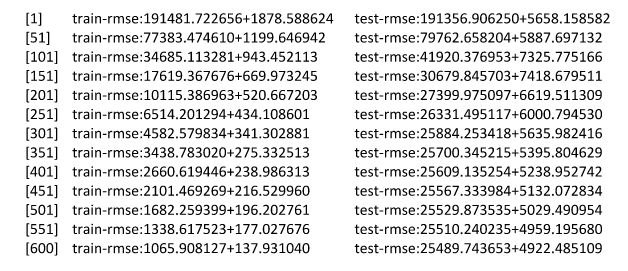 [1] train-rmse:191481.722656+1878.588624 test-rmse:191356.906250+5658.158582
[51] train-rmse:77383.474610+1199.646942 test-rmse:79762.658204+5887.697132
[101] train-rmse:34685.113281+943.452113 test-rmse:41920.376953+7325.775166
[151] train-rmse:17619.367676+669.973245 test-rmse:30679.845703+7418.679511
[201] train-rmse:10115.386963+520.667203 test-rmse:27399.975097+6619.511309
[251] train-rmse:6514.201294+434.108601 test-rmse:26331.495117+6000.794530
[301] train-rmse:4582.579834+341.302881 test-rmse:25884.253418+5635.982416
[351] train-rmse:3438.783020+275.332513 test-rmse:25700.345215+5395.804629
[401] train-rmse:2660.619446+238.986313 test-rmse:25609.135254+5238.952742
[451] train-rmse:2101.469269+216.529960 test-rmse:25567.333984+5132.072834
[501] train-rmse:1682.259399+196.202761 test-rmse:25529.873535+5029.490954
[551] train-rmse:1338.617523+177.027676 test-rmse:25510.240235+4959.195680
[600] train-rmse:1065.908127+137.931040 test-rmse:25489.743653+4922.485109